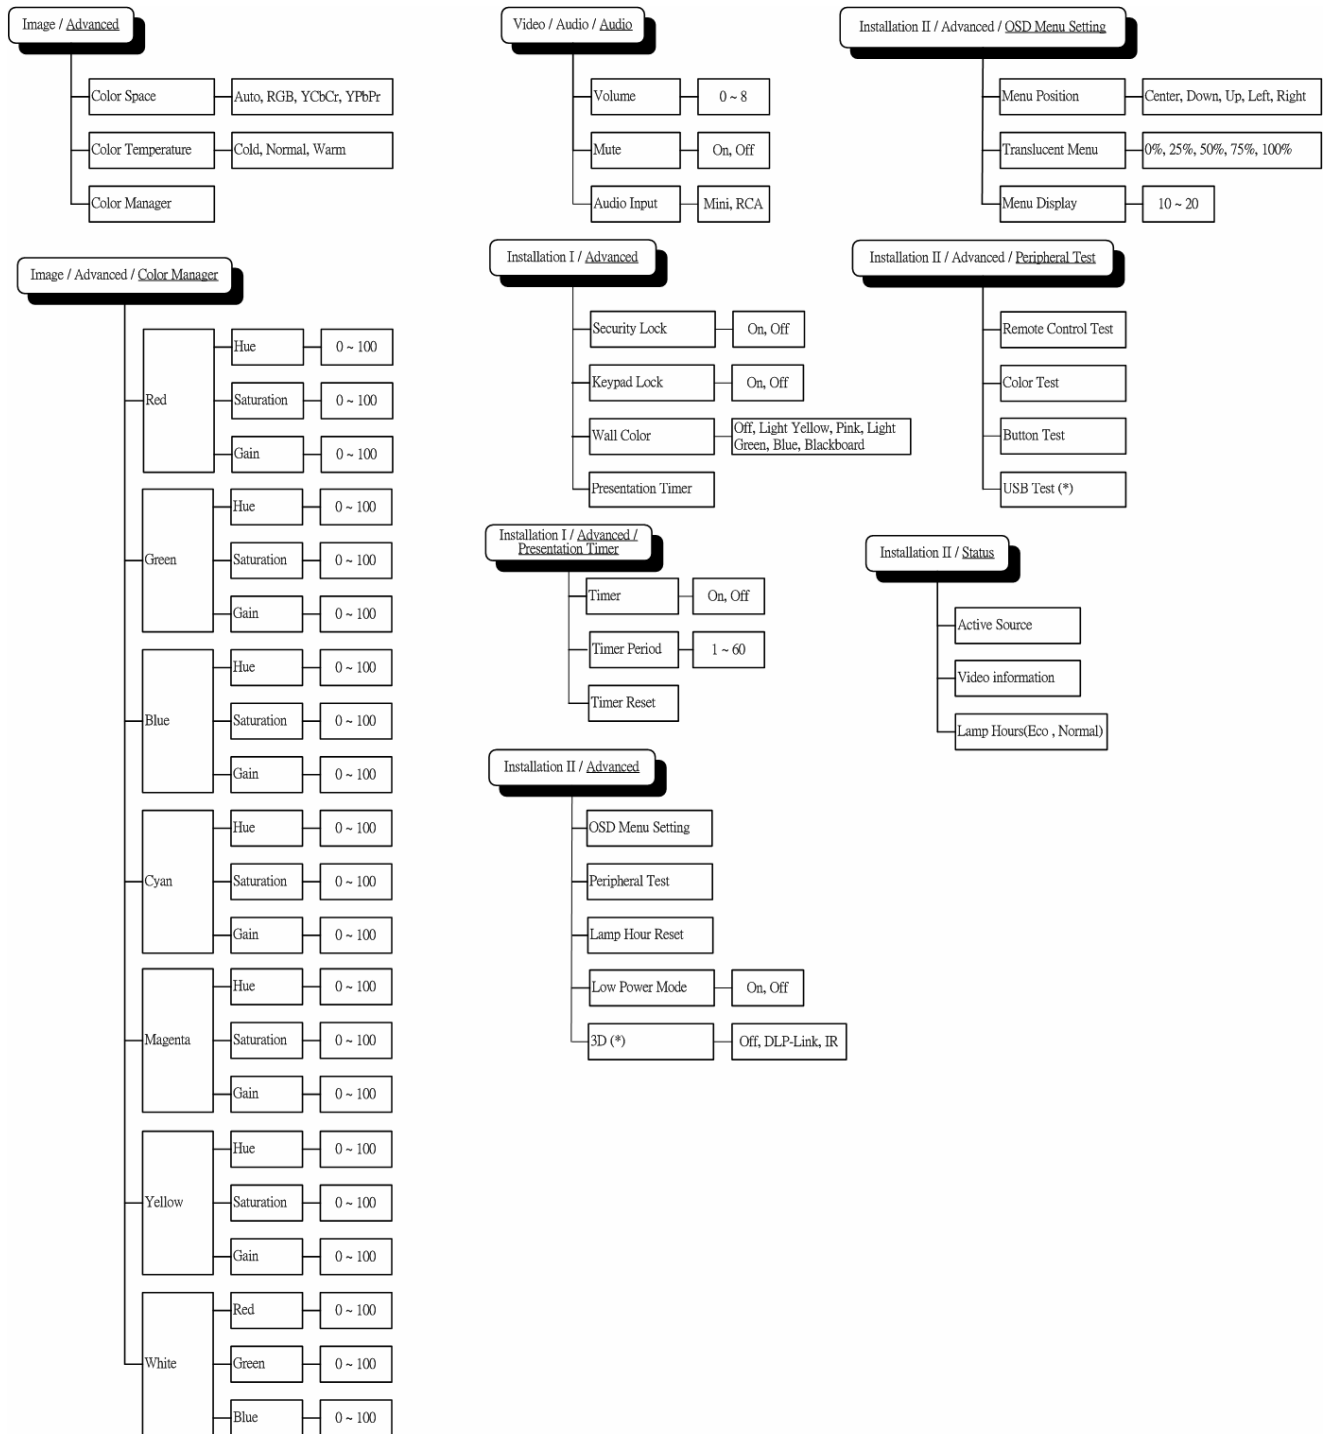 Image / Advanced
Color Space
Auto, RGB, YCbCr, YPbPr
Color Temperature
Cold, Normal, Warm
Color Manager
Image / Advanced / Color Manager
Red
Hue
0 ~ 100
Saturation
0 ~ 100
Gain
0 ~ 100
Green
Hue
0 ~ 100
Saturation
0 ~ 100
Gain
0 ~ 100
Blue
Hue
0 ~ 100
Saturation
0 ~ 100
Gain
0 ~ 100
Cyan
Hue
0 ~ 100
Saturation
0 ~ 100
Gain
0 ~ 100
Magenta
Hue
0 ~ 100
Saturation
0 ~ 100
Gain
0 ~ 100
Yellow
Hue
0 ~ 100
Saturation
0 ~ 100
Gain
0 ~ 100
White
Red
0 ~ 100
Green
0 ~ 100
Blue
0 ~ 100
Video / Audio / Audio
Volume
0 ~ 8
Mute
On, Off
Audio Input
Mini, RCA
Installation I / Advanced
Security Lock
On, Off
Keypad Lock
On, Off
Wall Color
Off, Light Yellow, Pink, Light
Green, Blue, Blackboard
Presentation Timer
Installation I / Advanced /
Presentation Timer
Timer
On, Off
Timer Period
1 ~ 60
Timer Reset
Installation II / Advanced
OSD Menu Setting
Peripheral Test
Lamp Hour Reset
Low Power Mode
On, Off
3D (*)
Off, DLP-Link, IR
Installation II / Advanced / OSD Menu Setting
Menu Position
Center, Down, Up, Left, Right
Translucent Menu
0%, 25%, 50%, 75%, 100%
Menu Display
10 ~ 20
Installation II / Advanced / Peripheral Test
Remote Control Test
Color Test
Button Test
USB Test (*)
Installation II / Status
Active Source
Video information
Lamp Hours(Eco , Normal)